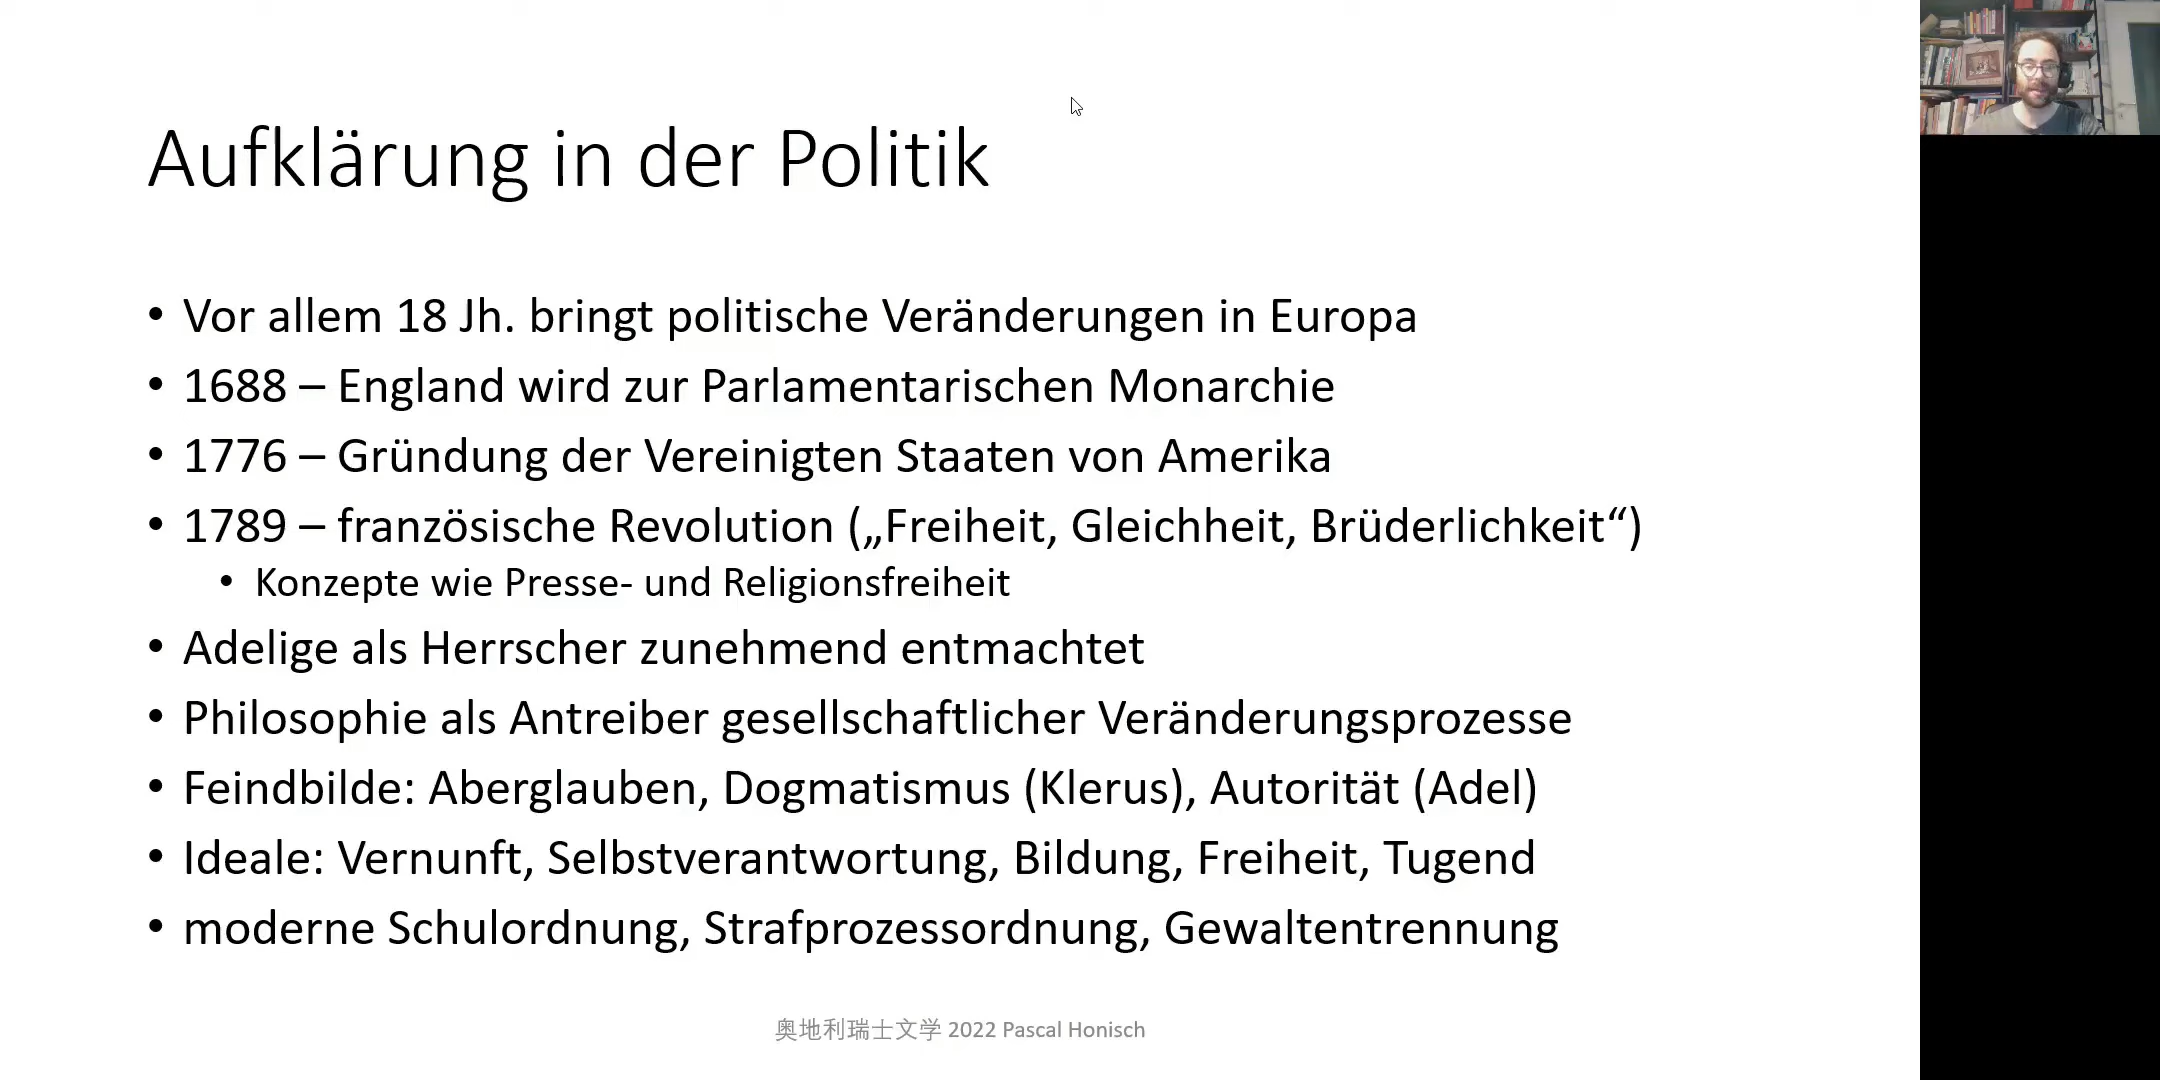 Aufklärung in der Politik
• Vor allem 18 Jh. bringt politische Veränderungen in Europa
• 1688 – England wird zur Parlamentarischen Monarchie
• 1776 – Gründung der Vereinigten Staaten von Amerika
• 1789 – französische Revolution („Freiheit, Gleichheit, Brüderlichkeit“)
• Konzepte wie Presse- und Religionsfreiheit
• Adelige als Herrscher zunehmend entmachtet
• Philosophie als Antreiber gesellschaftlicher Veränderungsprozesse
• Feindbilde: Aberglauben, Dogmatismus (Klerus), Autorität (Adel)
• Ideale: Vernunft, Selbstverantwortung, Bildung, Freiheit, Tugend
• moderne Schulordnung, Strafprozessordnung, Gewaltentrennung
奥地利瑞士文学 2022 Pascal Honisch